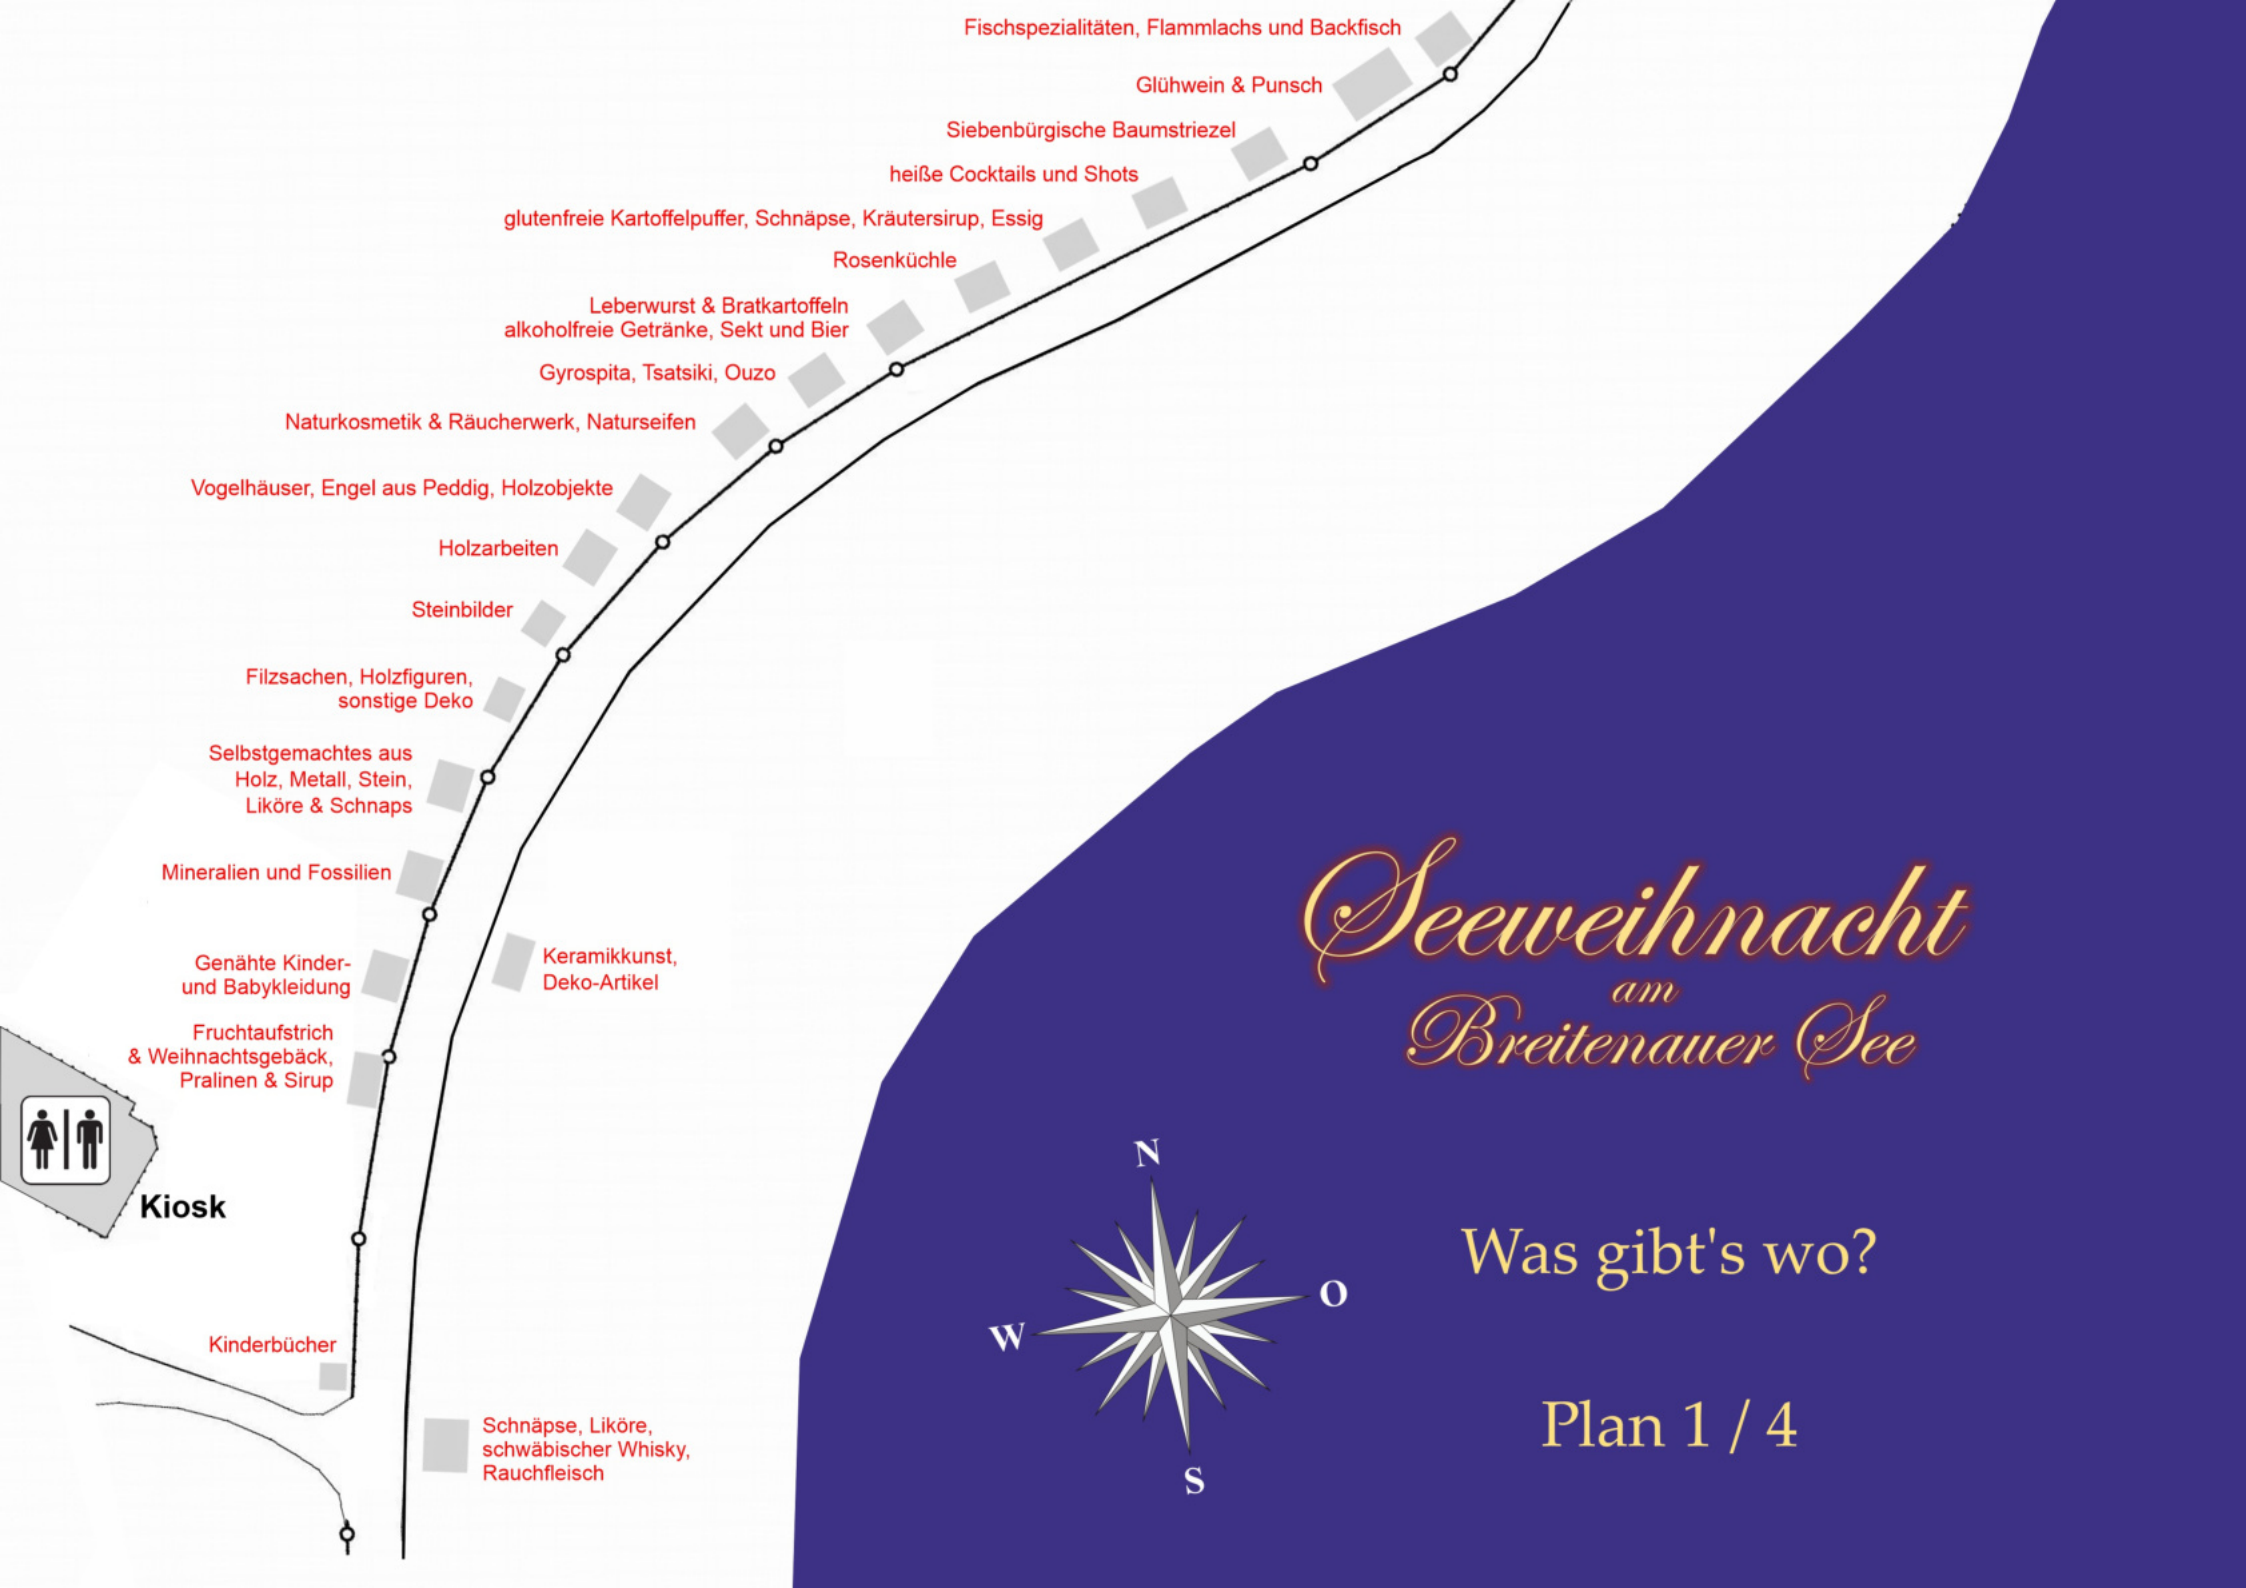 Fischspezialitäten, Flammlachs und Backfisch
Glühwein & Punsch
Siebenbürgische Baumstriezel
heiße Cocktails und Shots
glutenfreie Kartoffelpuffer, Schnäpse, Kräutersirup, Essig
Rosenküchle
Leberwurst & Bratkartoffeln
alkoholfreie Getränke, Sekt und Bier
Gyrospita, Tsatsiki, Ouzo
Naturkosmetik & Räucherwerk, Naturseifen
Vogelhäuser, Engel aus Peddig, Holzobjekte
Holzarbeiten
Steinbilder
Filzsachen, Holzfiguren,
sonstige Deko
Selbstgemachtes aus
Holz, Metall, Stein,
Liköre & Schnaps
Mineralien und Fossilien
Genähte Kinder-
und Babykleidung
Keramikkunst,
Deko-Artikel
Fruchtaufstrich
& Weihnachtsgebäck,
Pralinen & Sirup
Kiosk
Kinderbücher
Schnäpse, Liköre,
schwäbischer Whisky,
Rauchfleisch
Seeweihnacht
am
Breitenauer See
N
O
W
S
Was gibt's wo?
Plan 1 / 4